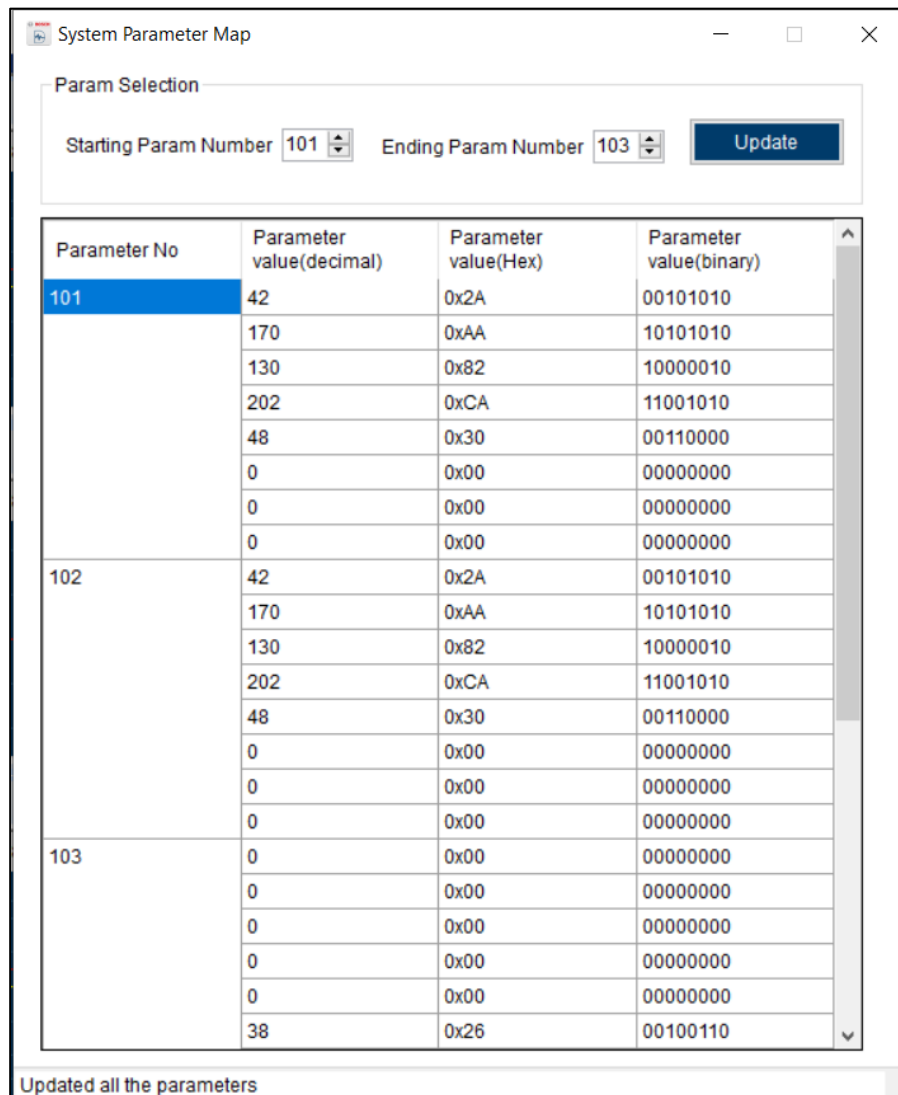 System Parameter Map
Param Selection
Starting Param Number 101 Ending Param Number 103 Update
Parameter No Parameter value(decimal) Parameter value(Hex) Parameter value(binary)
101 42 0x2A 00101010
170 0xAA 10101010
130 0x82 10000010
202 0xCA 11001010
48 0x30 00110000
0 0x00 00000000
0 0x00 00000000
0 0x00 00000000
102 42 0x2A 00101010
170 0xAA 10101010
130 0x82 10000010
202 0xCA 11001010
48 0x30 00110000
0 0x00 00000000
0 0x00 00000000
0 0x00 00000000
103 0 0x00 00000000
0 0x00 00000000
0 0x00 00000000
0 0x00 00000000
0 0x00 00000000
38 0x26 00100110
Updated all the parameters